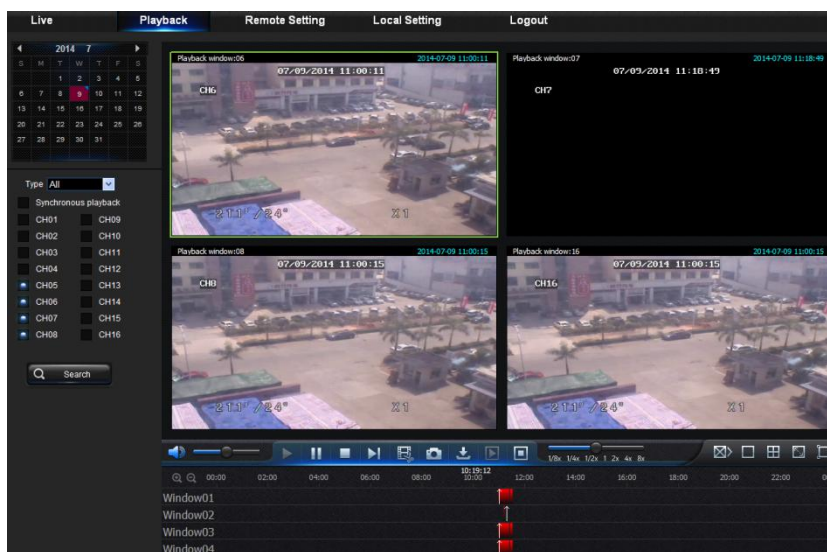 Live Playback Remote Setting Local Setting Logout
2014 7
S M T W T F S
1 2 3 4 5
6 7 8 9 10 11 12
13 14 15 16 17 18 19
20 21 22 23 24 25 26
27 28 29 30 31
Type All
Synchronous playback
CH01 CH09
CH02 CH10
CH03 CH11
CH04 CH12
CH05 CH13
CH06 CH14
CH07 CH15
CH08 CH16
Search
Playback window:06 2014-07-09 11:00:11
07/09/2014 11:00:11
CH6
-211°/24° X1
Playback window:07 2014-07-09 11:18:49
07/09/2014 11:18:49
CH7
Playback window:08 2014-07-09 11:00:15
07/09/2014 11:00:15
CH8
-211°/24° X1
Playback window:16 2014-07-09 11:00:15
07/09/2014 11:00:15
CH16
-211°/24° X1
1/8x 1/4x 1/2x 1 2x 4x 8x
10:19:12
00:00 02:00 04:00 06:00 08:00 10:00 12:00 14:00 16:00 18:00 20:00 22:00
Window01
Window02
Window03
Window04